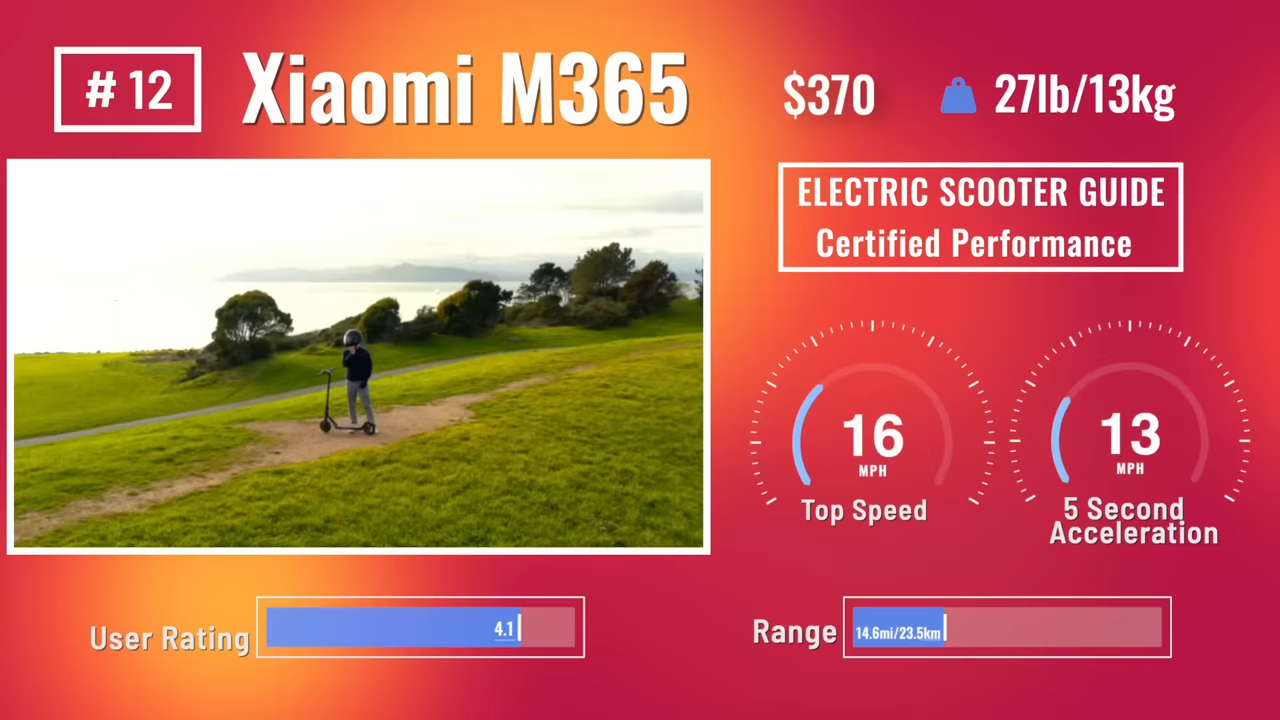 # 12
Xiaomi M365
$370
27lb/13kg
ELECTRIC SCOOTER GUIDE
Certified Performance
16
MPH
Top Speed
13
MPH
5 Second
Acceleration
User Rating
4.1
Range
14.6mi/23.5km